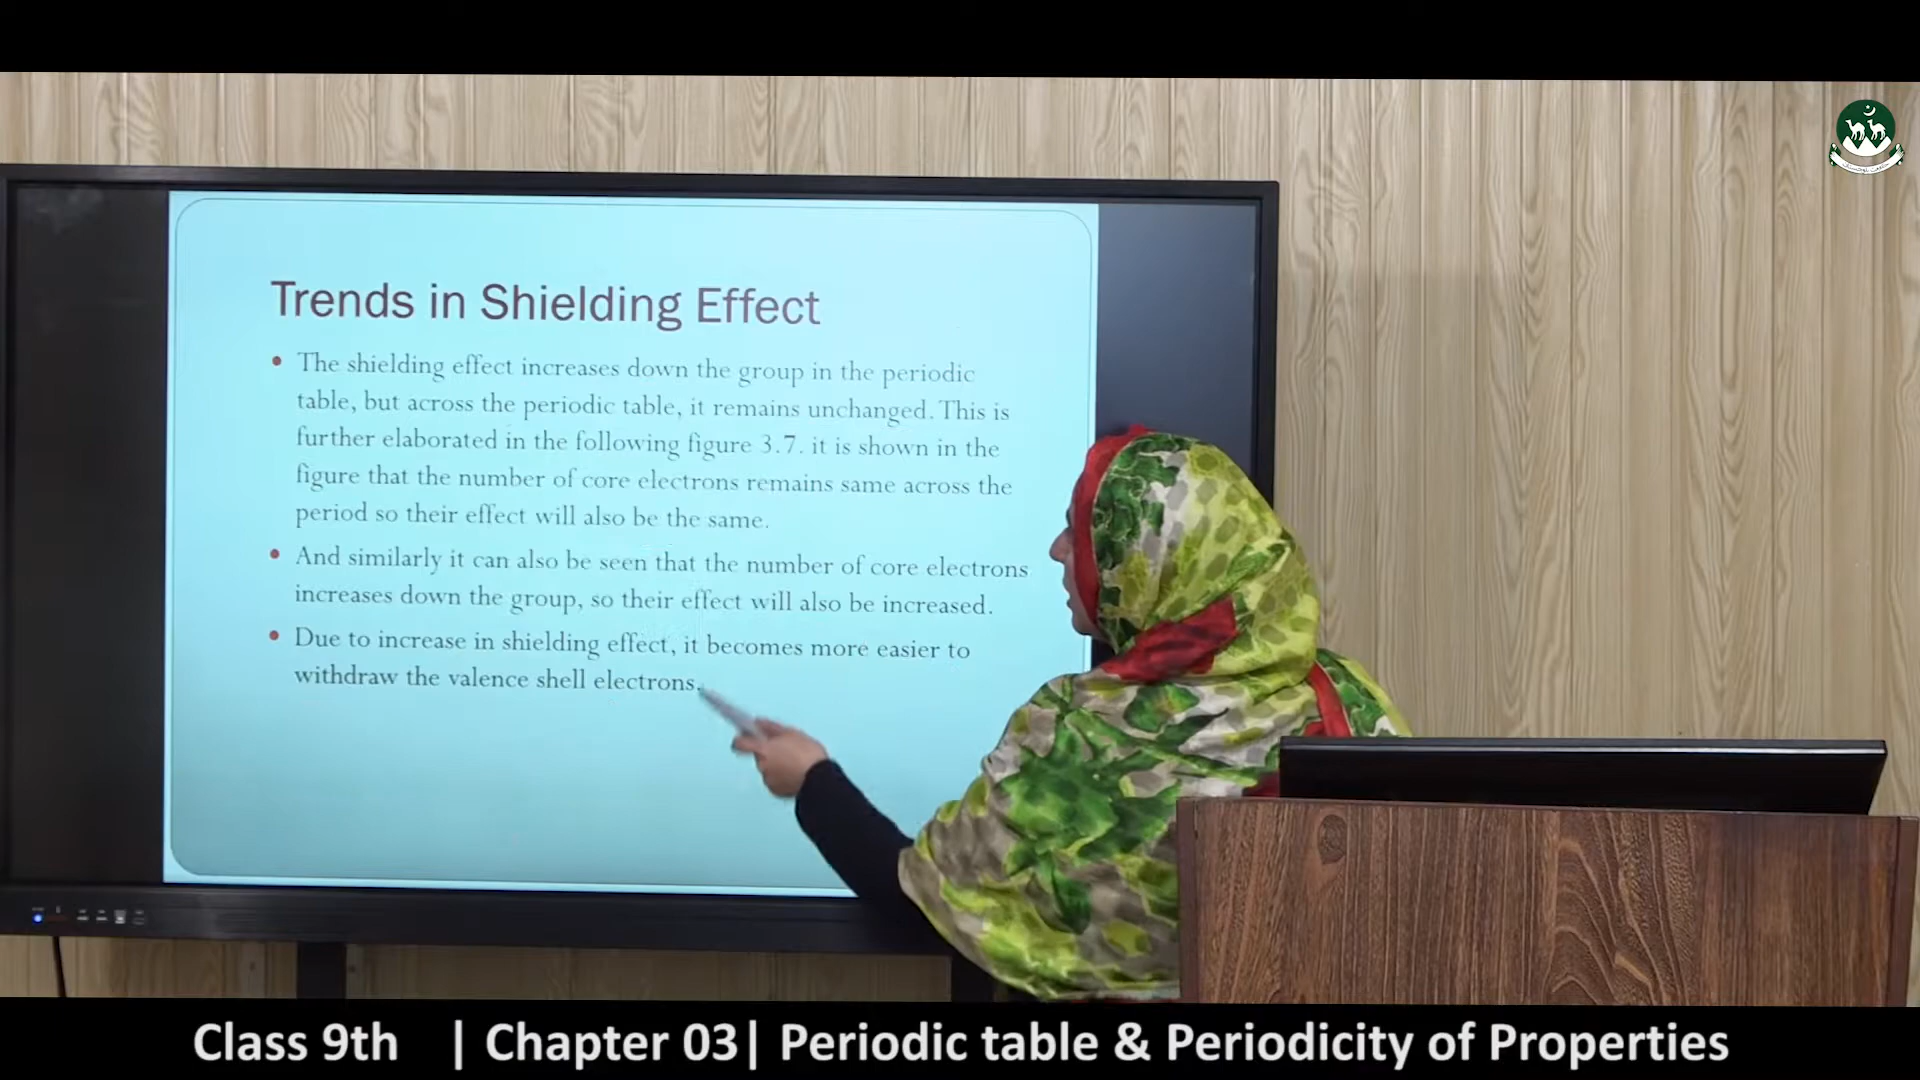 Trends in Shielding Effect
• The shielding effect increases down the group in the periodic
table, but across the periodic table, it remains unchanged. This is
further elaborated in the following figure 3.7. it is shown in the
figure that the number of core electrons remains same across the
period so their effect will also be the same.
• And similarly it can also be seen that the number of core electrons
increases down the group, so their effect will also be increased.
• Due to increase in shielding effect, it becomes more easier to
withdraw the valence shell electrons.
Class 9th | Chapter 03| Periodic table & Periodicity of Properties